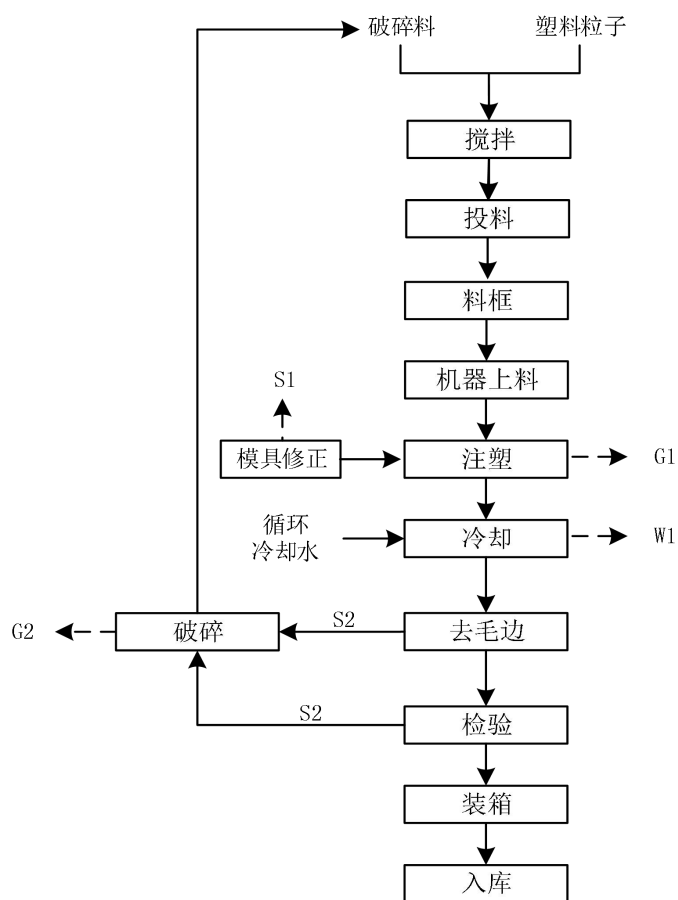 破碎料
塑料粒子
搅拌
投料
料框
机器上料
S1
模具修正
注塑
G1
循环
冷却水
冷却
W1
G2
破碎
S2
去毛边
S2
检验
装箱
入库